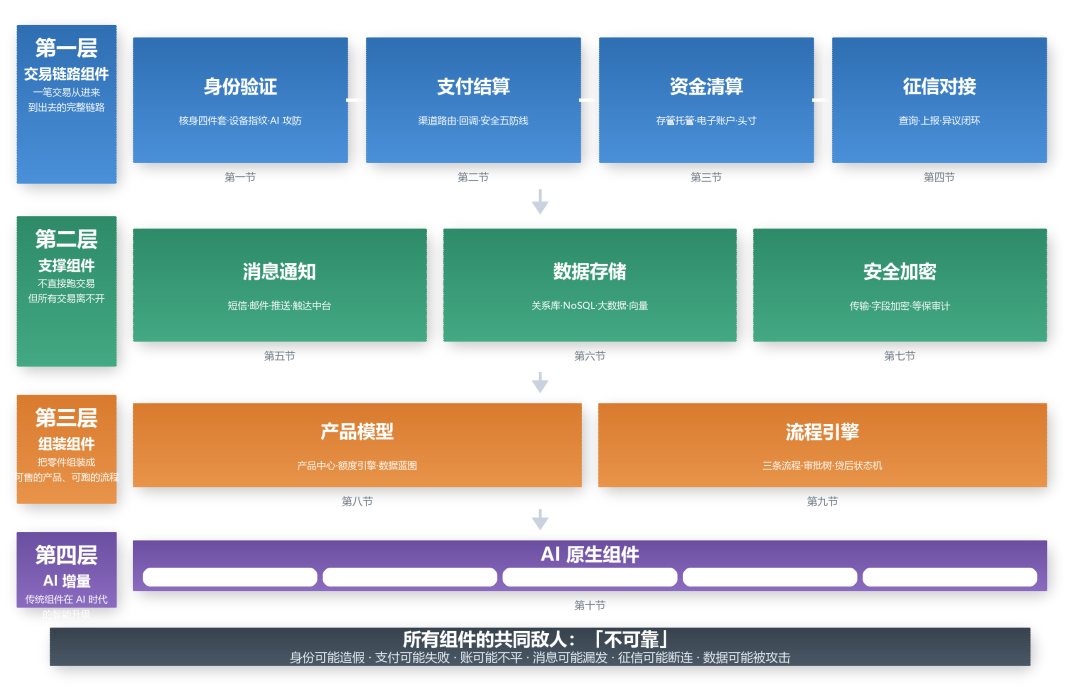 第一层
交易链路组件
一笔交易从进来
到出去的完整链路
身份验证
核身四件套·设备指纹·AI 攻防
第一节
支付结算
渠道路由·回调·安全五防线
第二节
资金清算
存管托管·电子账户·头寸
第三节
征信对接
查询·上报·异议闭环
第四节
第二层
支撑组件
不直接跑交易
但所有交易离不开
消息通知
短信·邮件·推送·触达中台
第五节
数据存储
关系库·NoSQL·大数据·向量
第六节
安全加密
传输·字段加密·等保审计
第七节
第三层
组装组件
把零件组装成
可售的产品、可跑的流程
产品模型
产品中心·额度引擎·数据蓝图
第八节
流程引擎
三条流程·审批树·贷后状态机
第九节
第四层
AI 增量
传统组件在 AI 时代
AI 原生组件
第十节
所有组件的共同敌人：「不可靠」
身份可能造假 · 支付可能失败 · 账可能不平 · 消息可能漏发 · 征信可能断连 · 数据可能被攻击